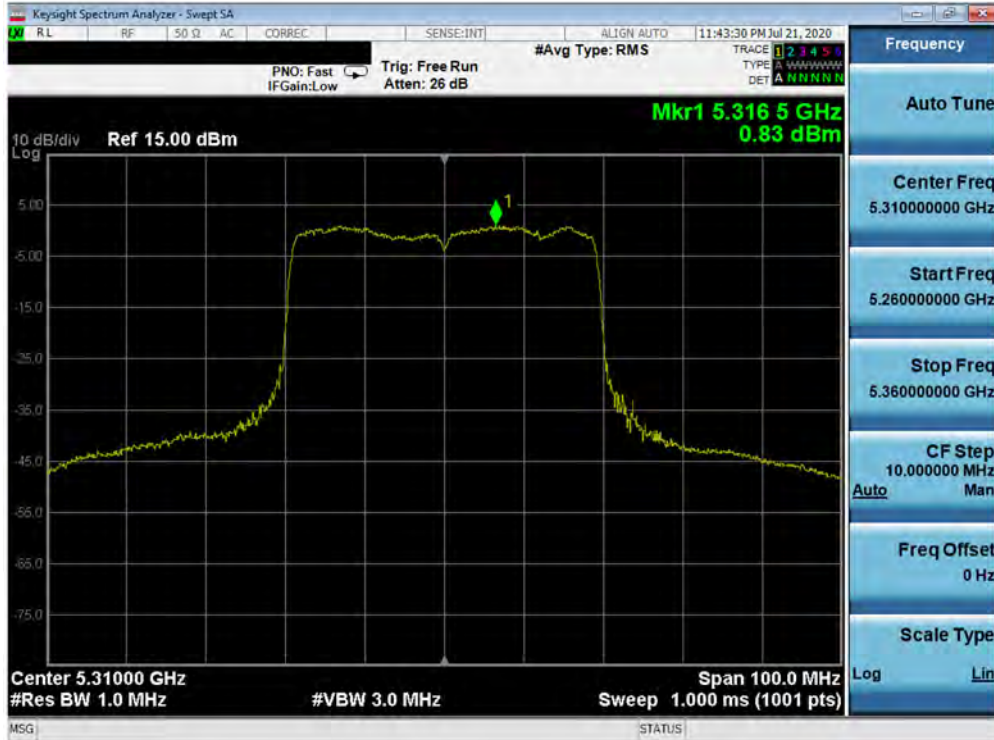 Keysight Spectrum Analyzer - Swept SA
LXI RL RF 50 Ω AC CORREC SENSE:INT ALIGN AUTO 11:43:30 PM Jul 21, 2020
#Avg Type: RMS TRACE 1 2 3 4 5 6
PNO: Fast Trig: Free Run TYPE A WWWWW
IFGain:Low Atten: 26 dB DET A N N N N N
Mkr1 5.316 5 GHz
0.83 dBm
10 dB/div Ref 15.00 dBm
Log
1
5.00
-5.00
-15.0
-25.0
-35.0
-45.0
-55.0
-65.0
-75.0
Center 5.31000 GHz Span 100.0 MHz
#Res BW 1.0 MHz #VBW 3.0 MHz Sweep 1.000 ms (1001 pts)
MSG STATUS
Frequency
Auto Tune
Center Freq
5.310000000 GHz
Start Freq
5.260000000 GHz
Stop Freq
5.360000000 GHz
CF Step
10.000000 MHz
Auto Man
Freq Offset
0 Hz
Scale Type
Log Lin